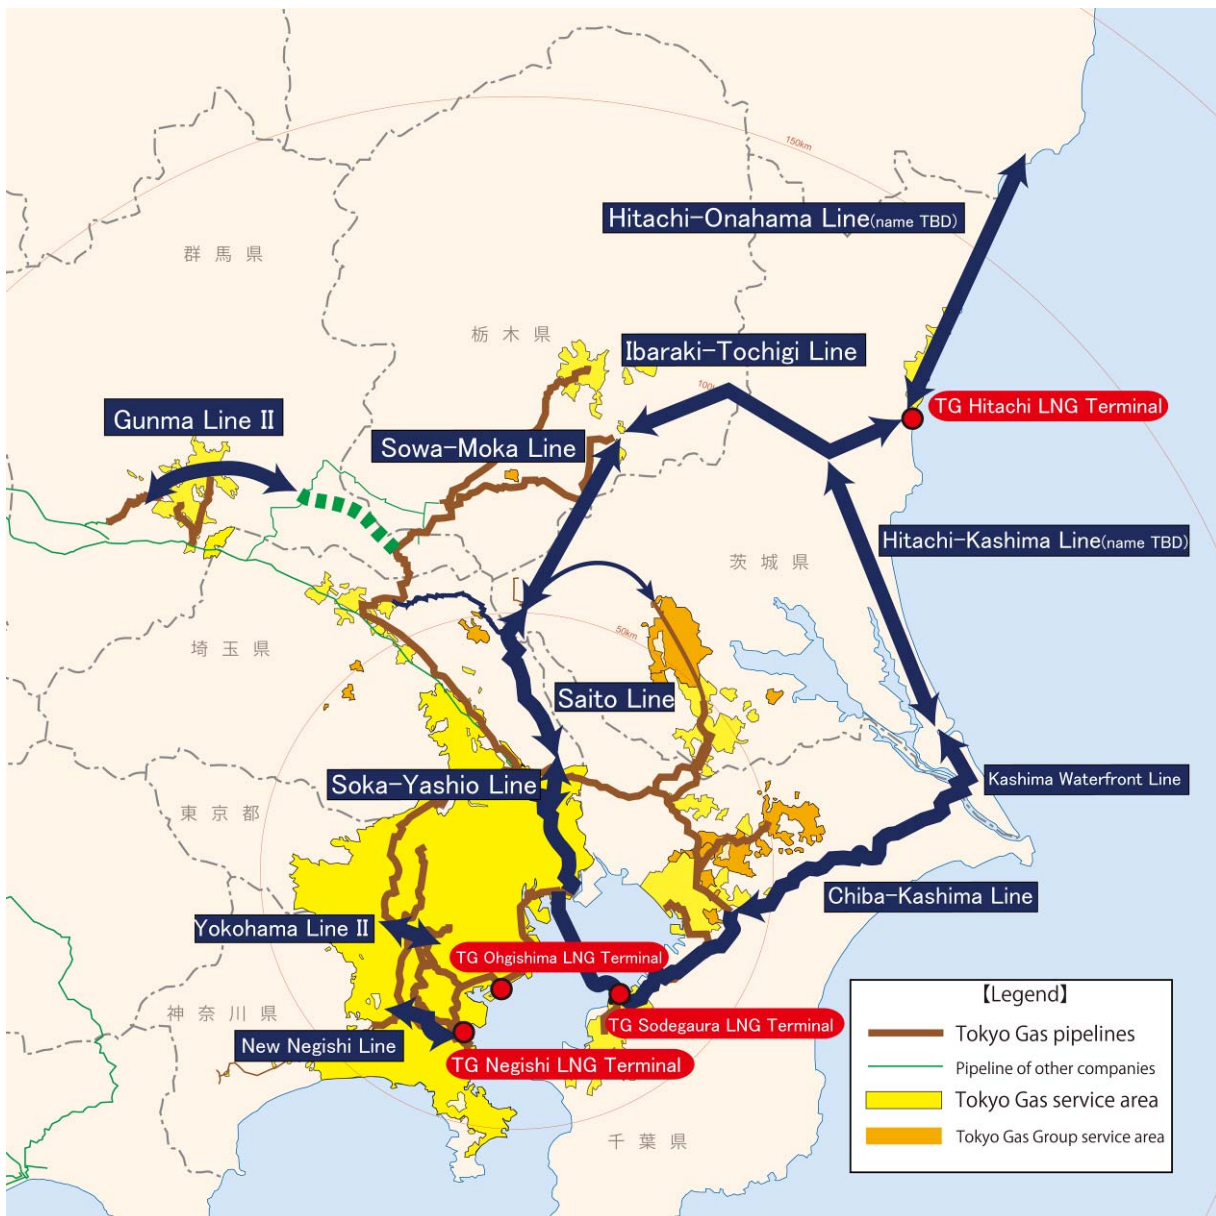 150km
Hitachi-Onahama Line(name TBD)
群馬県
栃木県
Ibaraki-Tochigi Line
TG Hitachi LNG Terminal
Gunma Line II
Sowa-Moka Line
Hitachi-Kashima Line(name TBD)
茨城県
50km
埼玉県
Saito Line
Kashima Waterfront Line
Soka-Yashio Line
東京都
Chiba-Kashima Line
Yokohama Line II
TG Ohgishima LNG Terminal
神奈川県
TG Sodegaura LNG Terminal
New Negishi Line
TG Negishi LNG Terminal
千葉県
【Legend】
Tokyo Gas pipelines
Pipeline of other companies
Tokyo Gas service area
Tokyo Gas Group service area